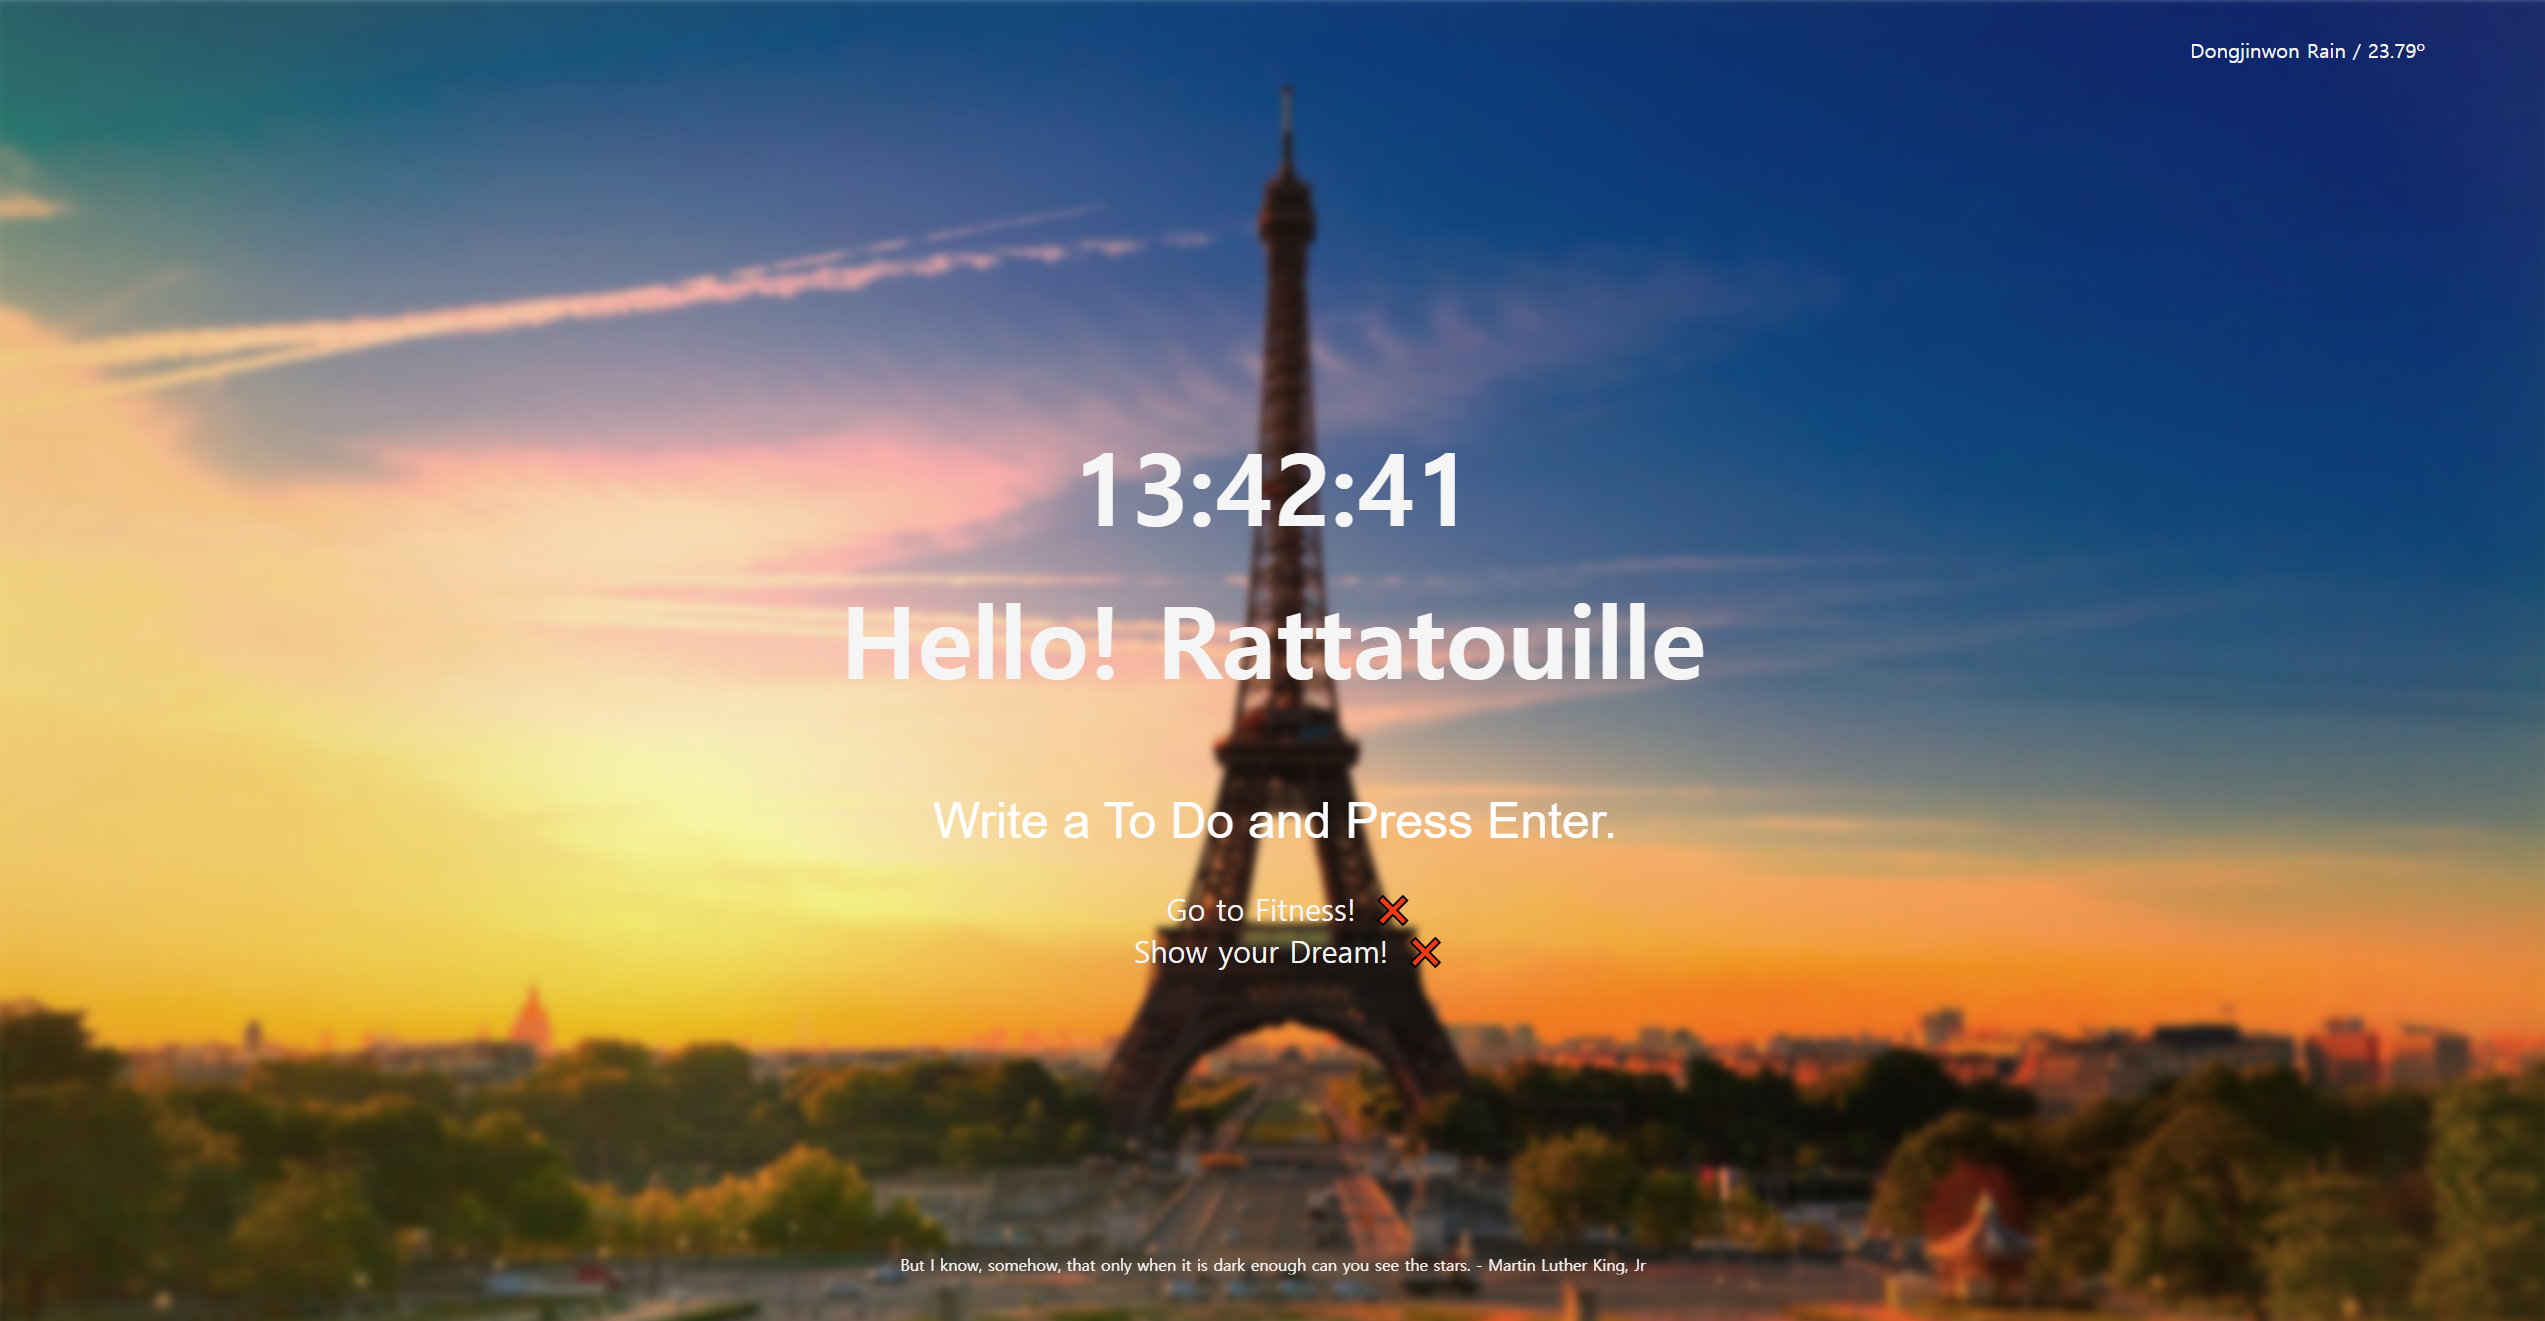 Dongjinwon Rain / 23.79º
13:42:41
Hello! Rattatouille
Write a To Do and Press Enter.
Go to Fitness! ❌
Show your Dream! ❌
But I know, somehow, that only when it is dark enough can you see the stars. - Martin Luther King, Jr